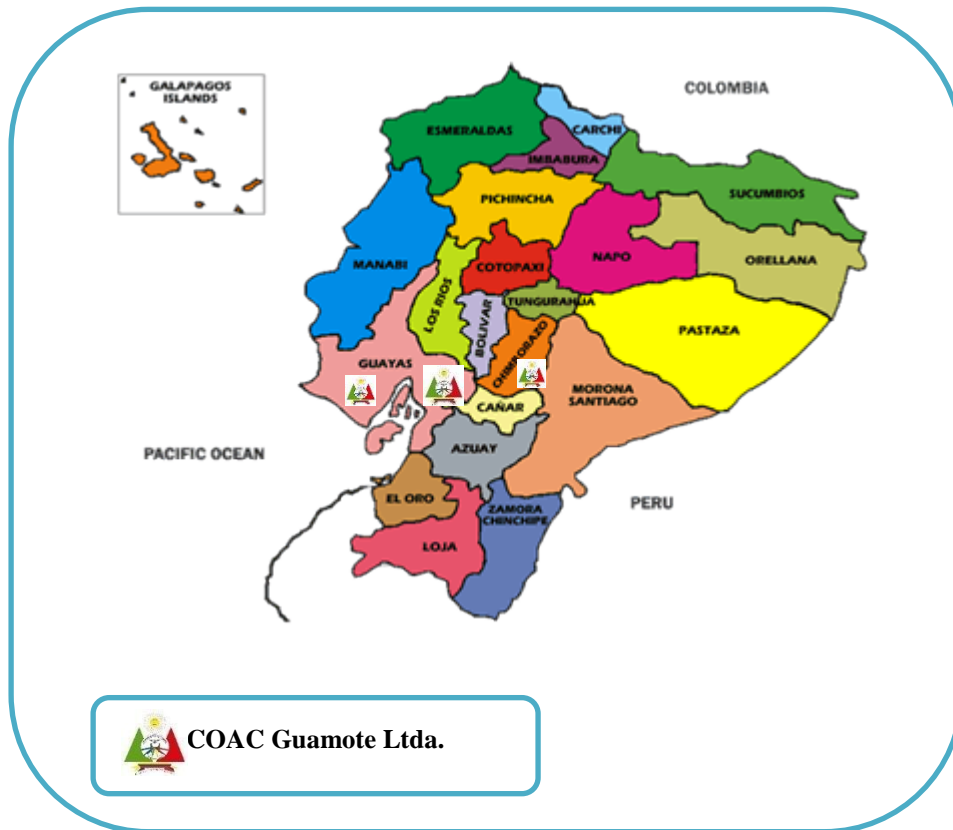 GALAPAGOS
ISLANDS
COLOMBIA
ESMERALDAS
CARCHI
IMBABURA
SUCUMBIOS
PICHINCHA
MANABI
COTOPAXI
NAPO
ORELLANA
LOS RIOS
BOLIVAR
TUNGURAHUA
CHIMBORAZO
PASTAZA
GUAYAS
MORONA
SANTIAGO
CAÑAR
AZUAY
PACIFIC OCEAN
EL ORO
PERU
ZAMORA
CHINCHIPE
LOJA
COAC Guamote Ltda.